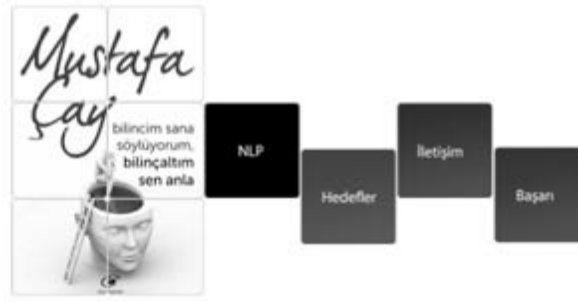 Mustafa
Çay
bilincim sana
söylüyorum,
bilinçaltım
sen anla
NLP
Hedefler
İletişim
Başarı